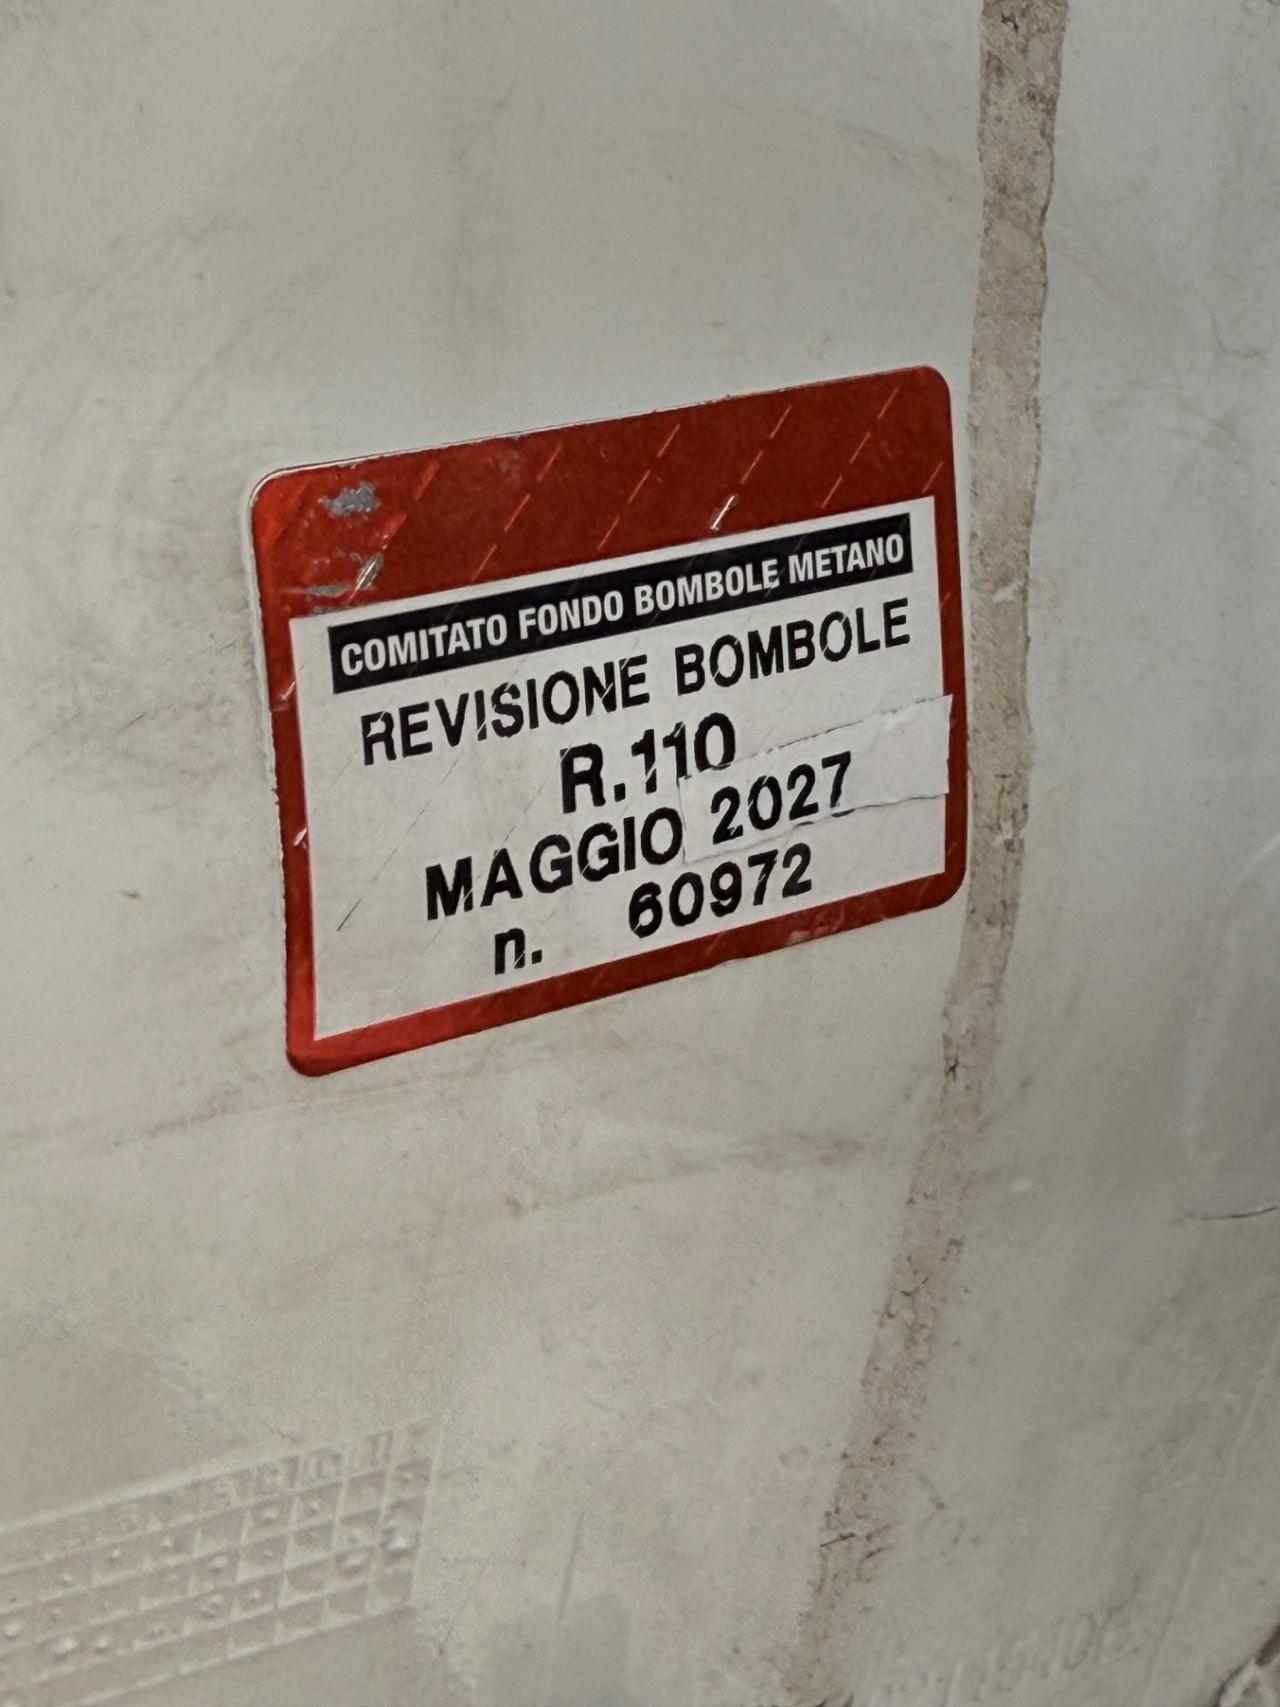 COMITATO FONDO BOMBOLE METANO
REVISIONE BOMBOLE
R.110
MAGGIO 2027
n. 60972